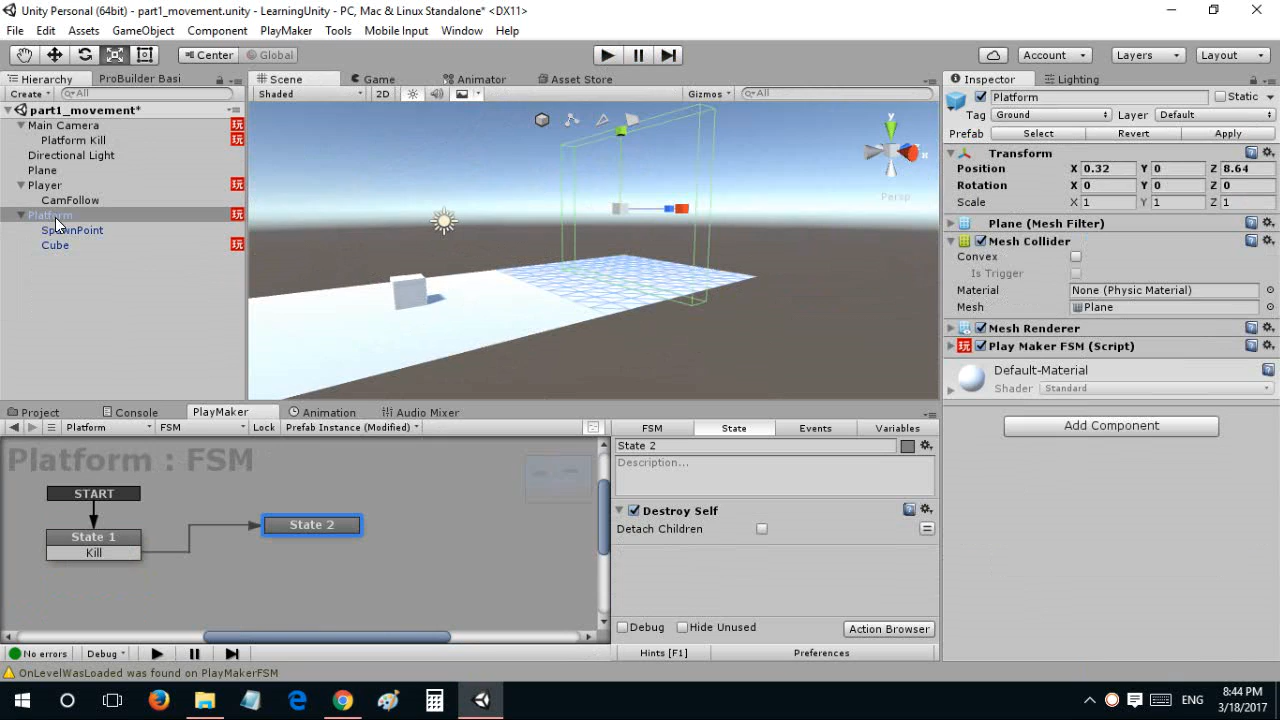 Unity Personal (64bit) - part1_movement.unity - LearningUnity - PC, Mac & Linux Standalone* <DX11>
File Edit Assets GameObject Component PlayMaker Tools Mobile Input Window Help
Center Global Account Layers Layout
Hierarchy ProBuilder Basi Scene Game Animator Asset Store Inspector Lighting
Create All Shaded 2D Gizmos All Platform Static
part1_movement*
Main Camera
Platform Kill
Directional Light
Plane
Player
CamFollow
Platform
SpawnPoint
Cube
y
x
Persp
Tag Ground Layer Default
Prefab Select Revert Apply
Transform
Position X 0.32 Y 0 Z 8.64
Rotation X 0 Y 0 Z 0
Scale X 1 Y 1 Z 1
Plane (Mesh Filter)
Mesh Collider
Convex
Is Trigger
Material None (Physic Material)
Mesh Plane
Mesh Renderer
玩 Play Maker FSM (Script)
Default-Material
Shader Standard
Add Component
Project Console PlayMaker Animation Audio Mixer
Platform FSM Lock Prefab Instance (Modified) FSM State Events Variables
Platform : FSM
START
State 1
Kill
State 2
State 2
Description...
Destroy Self
Detach Children
Debug Hide Unused Action Browser
No errors Debug Hints [F1] Preferences
OnLevelWasLoaded was found on PlayMakerFSM
ENG 8:44 PM
3/18/2017